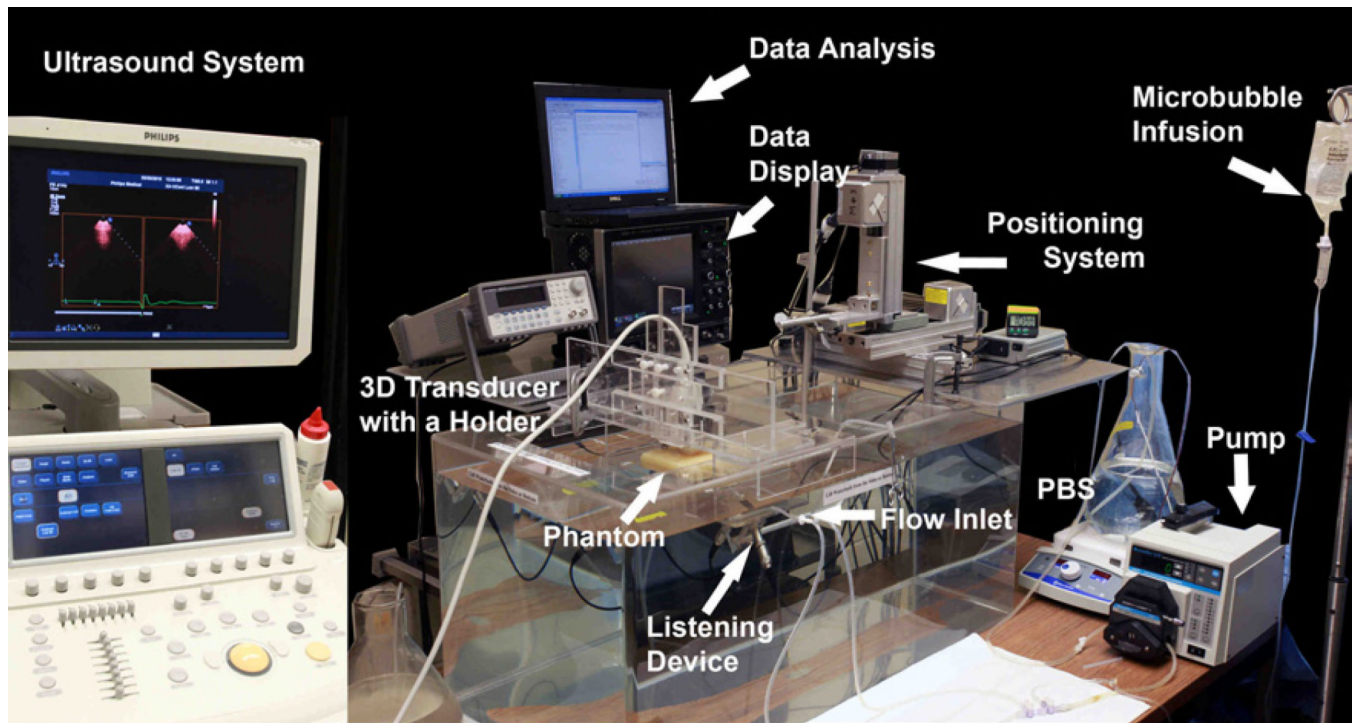 Ultrasound System
PHILIPS
Data Analysis
Data
Display
Microbubble
Infusion
Positioning
System
DELL
3D Transducer
with a Holder
Pump
PBS
Phantom
Flow Inlet
Listening
Device